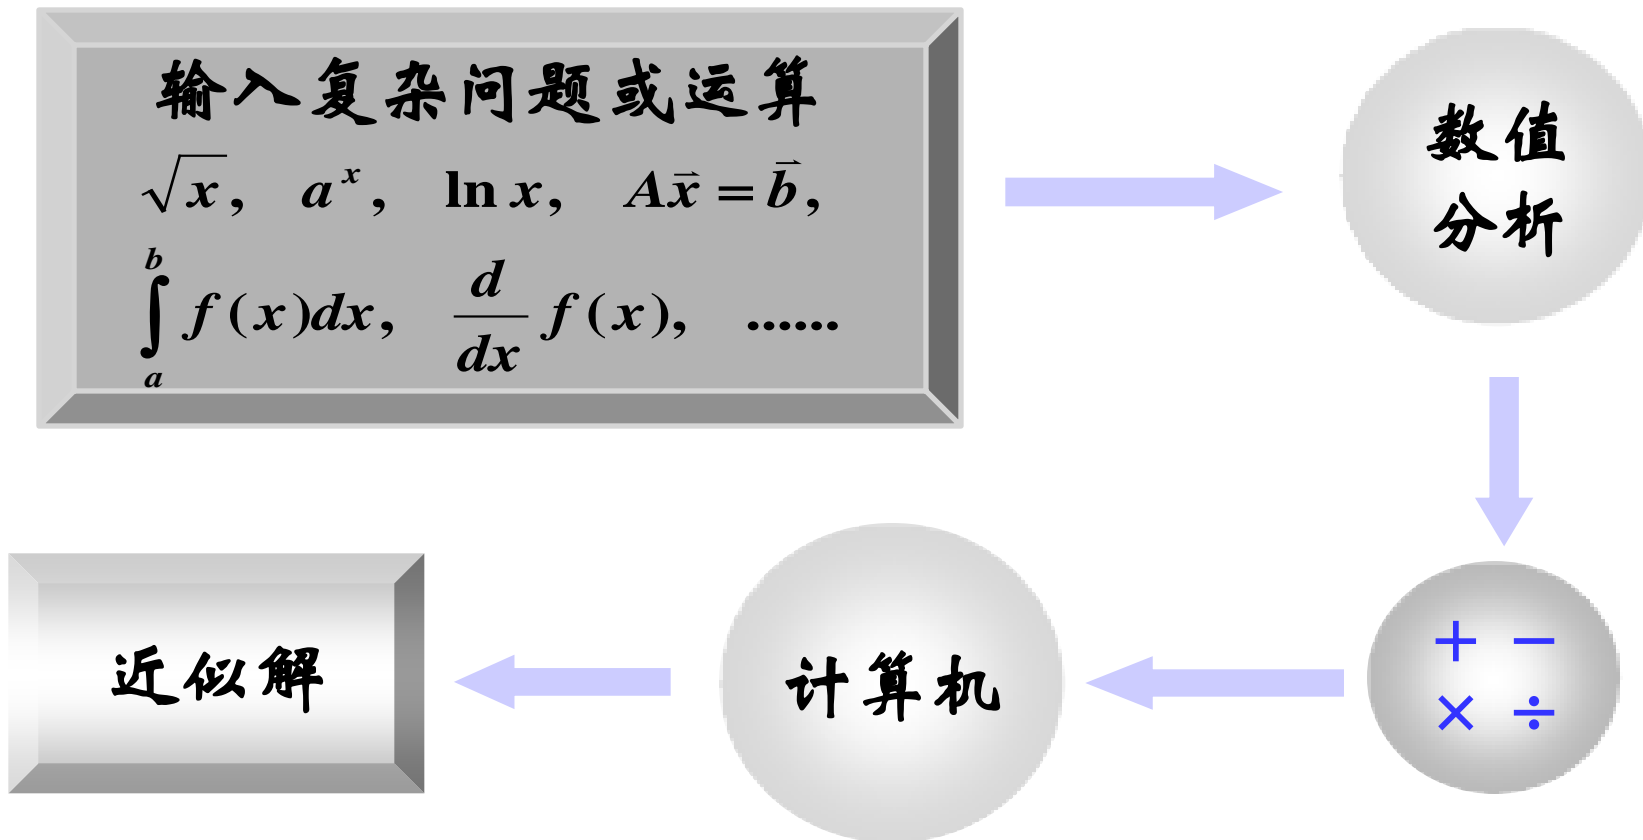 输入复杂问题或运算
√x, a^x, ln x, Ax⃗ = b⃗,
∫_a^b f(x)dx, d/dx f(x), ......
数值
分析
+ −
× ÷
计算机
近似解